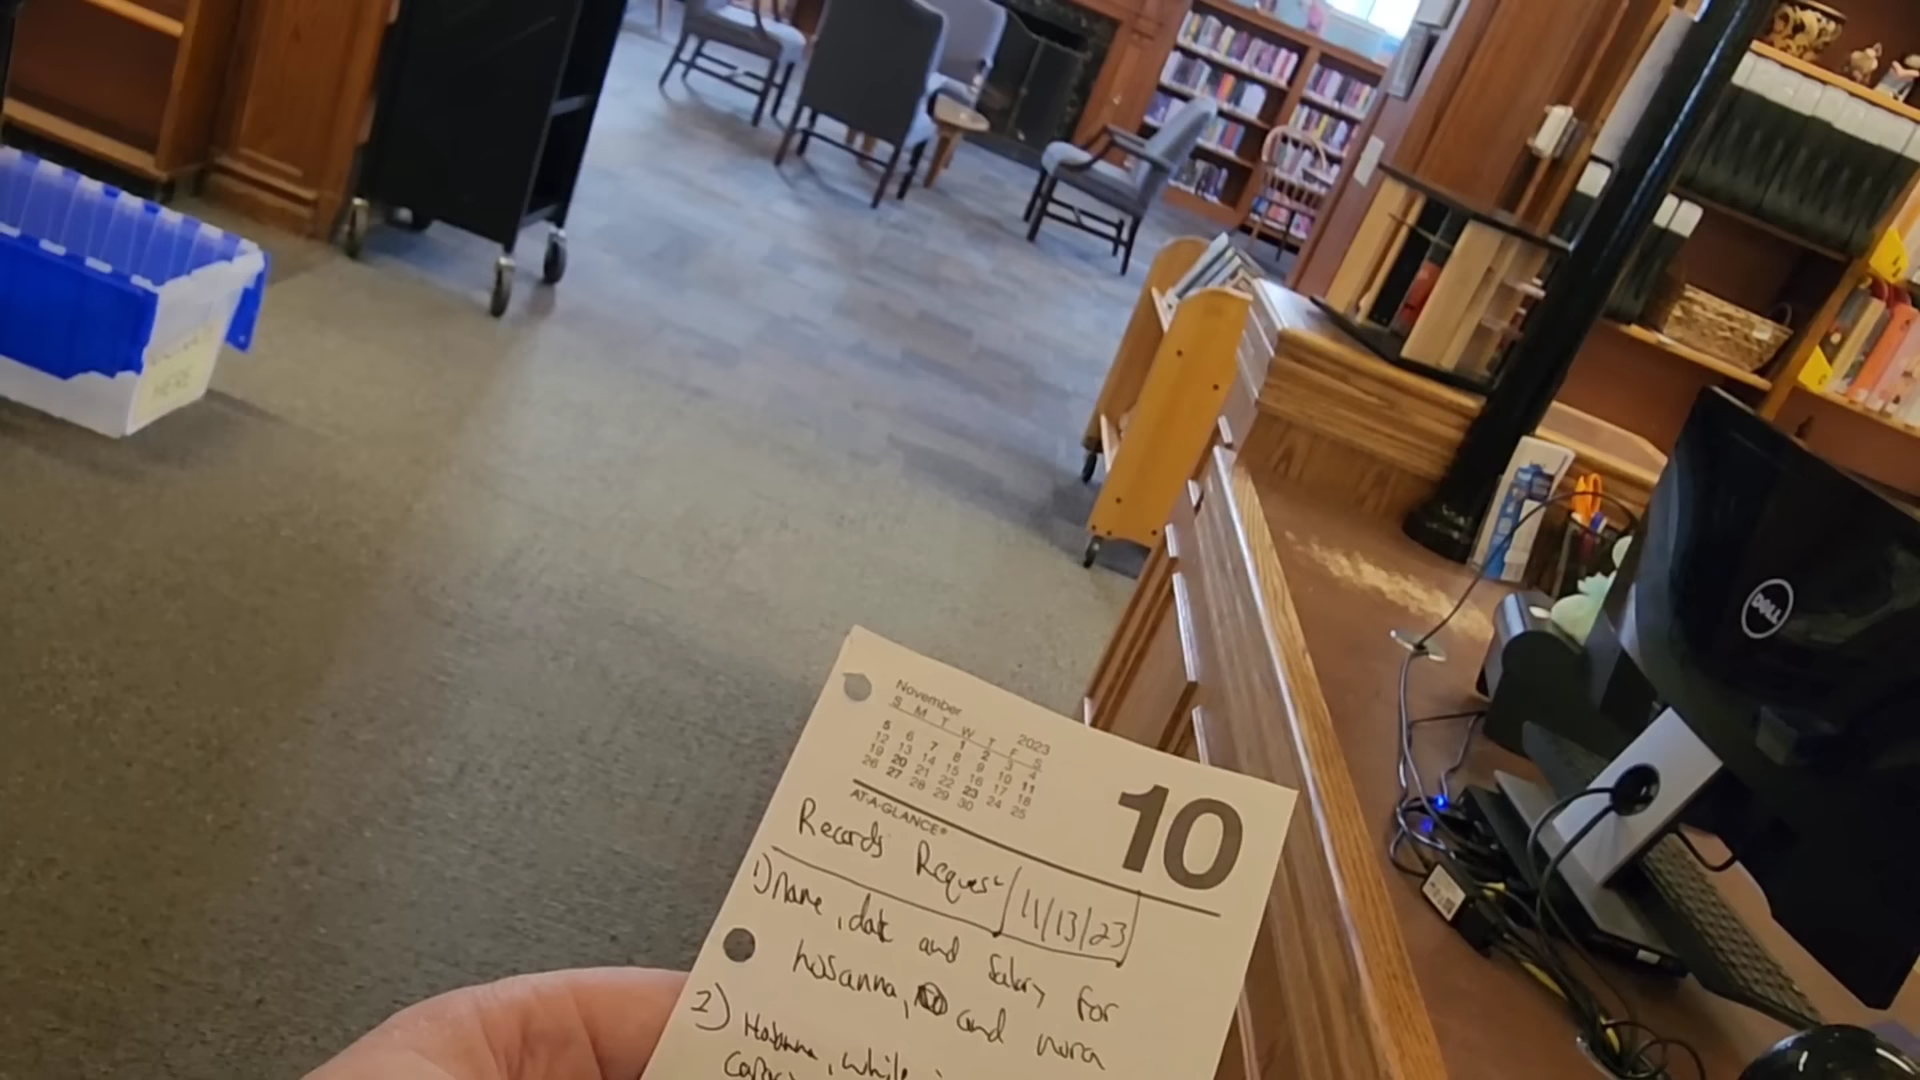 November 2023
S M T W T F S
1 2 3 4
5 6 7 8 9 10 11
12 13 14 15 16 17 18
19 20 21 22 23 24 25
26 27 28 29 30
AT-A-GLANCE®
10
Records Request 11/13/23
1) Name, date and Salary for
hosanna, and nora
2) Hosanna, while
DELL
HERE